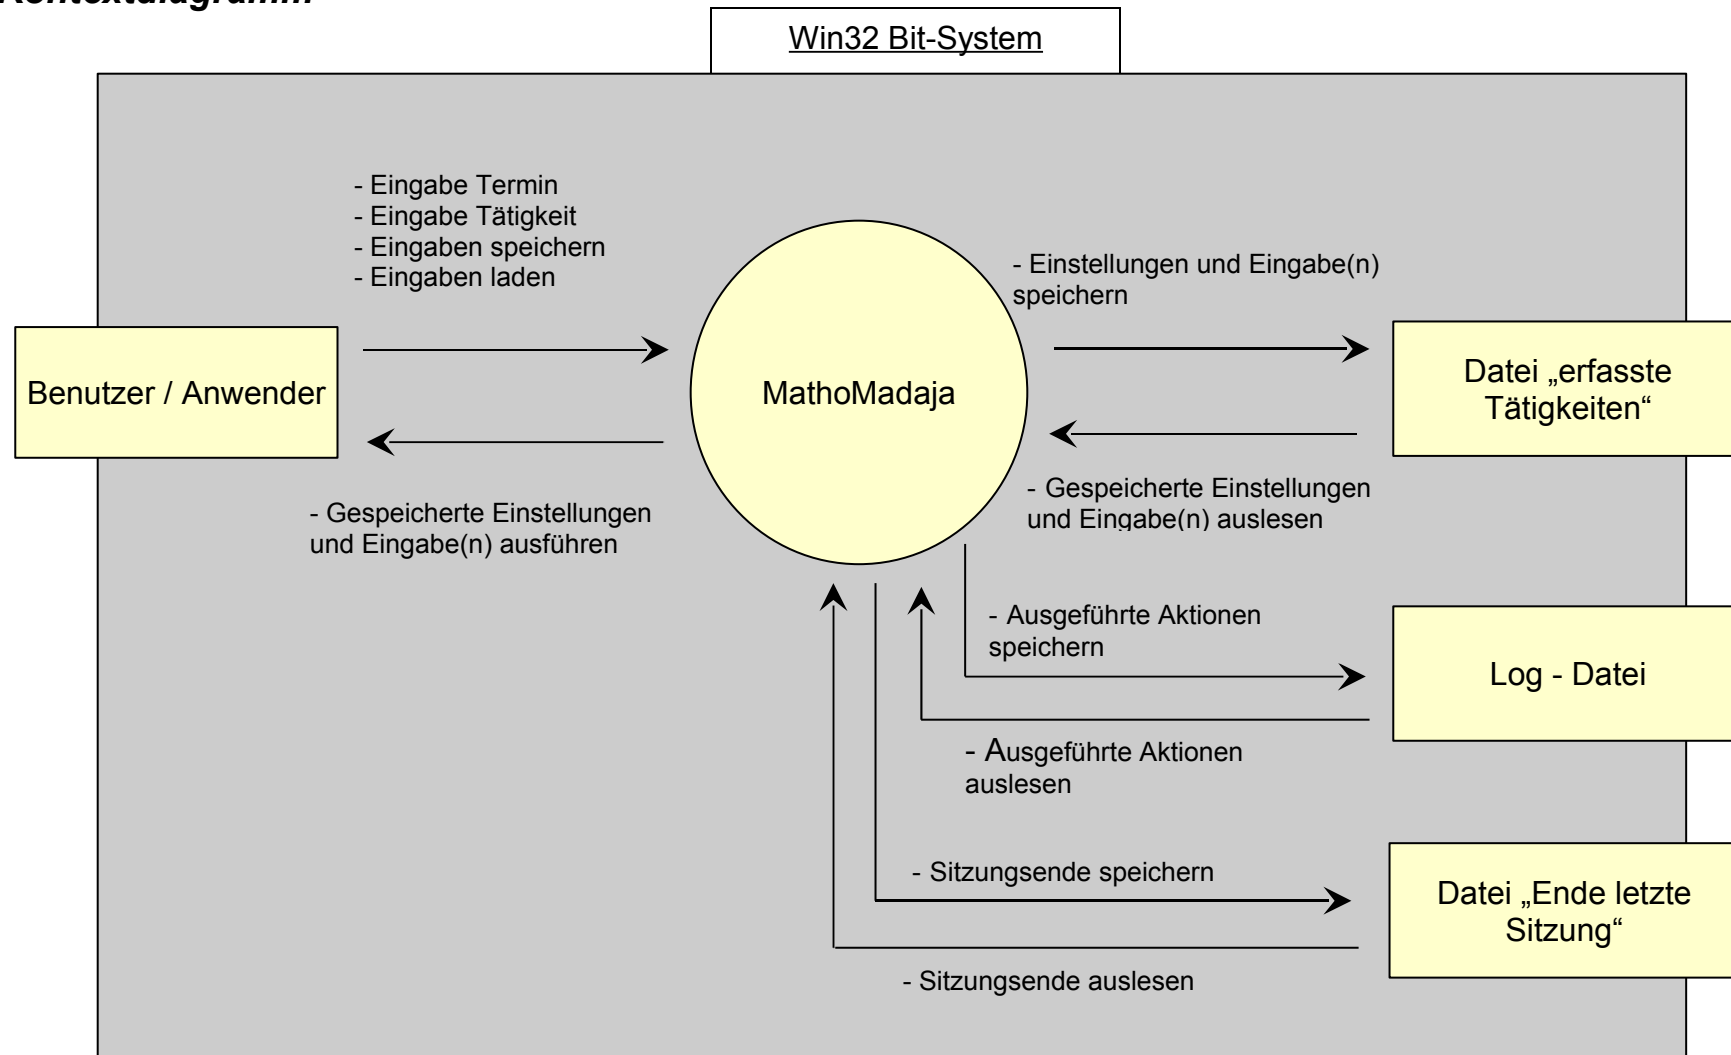 Kontextdiagramm
Win32 Bit-System
- Eingabe Termin
- Eingabe Tätigkeit
- Eingaben speichern
- Eingaben laden
- Einstellungen und Eingabe(n)
speichern
Benutzer / Anwender
MathoMadaja
Datei „erfasste
Tätigkeiten“
- Gespeicherte Einstellungen
und Eingabe(n) ausführen
- Gespeicherte Einstellungen
und Eingabe(n) auslesen
- Ausgeführte Aktionen
speichern
Log - Datei
- Ausgeführte Aktionen
auslesen
- Sitzungsende speichern
Datei „Ende letzte
Sitzung“
- Sitzungsende auslesen